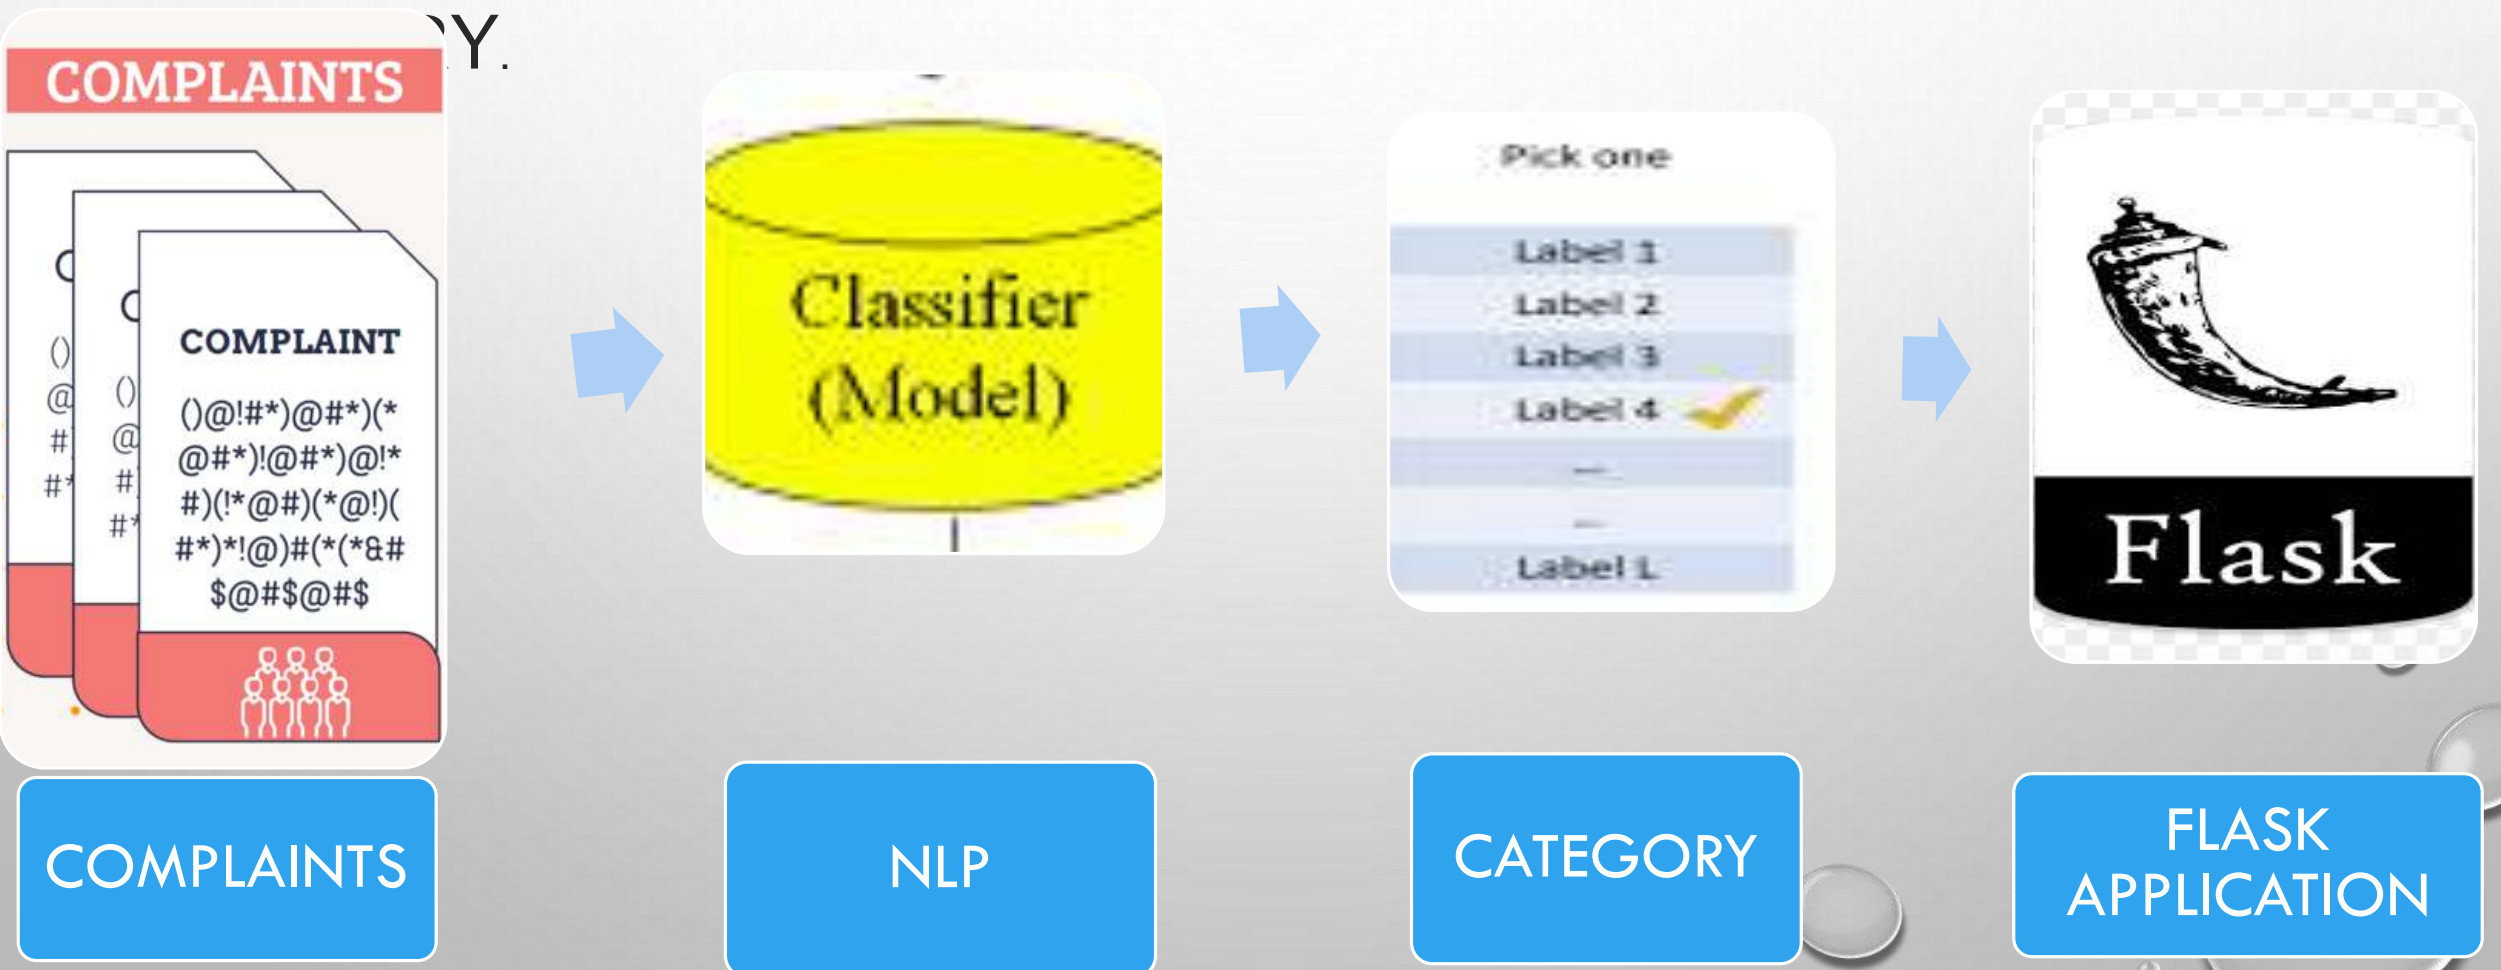 Y.
COMPLAINTS
COMPLAINT
()@!#*)@#*)(*
@#*)!@#*)@!*
#)(!*@#)(*@!)(
#*)*!@)#(*(*&#
$@#$@#$
Classifier
(Model)
Pick one
Label 1
Label 2
Label 3
Label 4
...
...
Label L
Flask
COMPLAINTS
NLP
CATEGORY
FLASK
APPLICATION